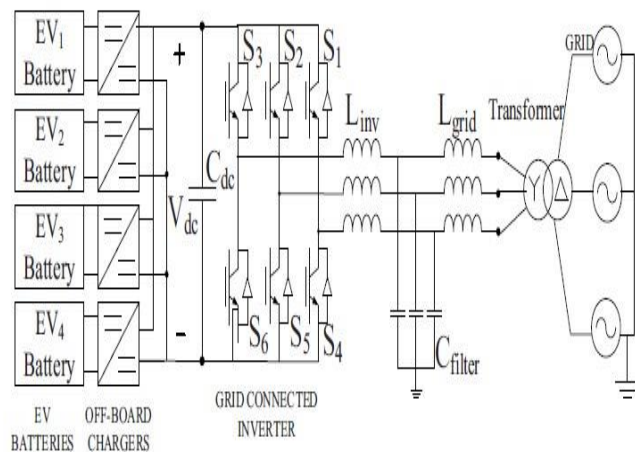 EV1
Battery
EV2
Battery
EV3
Battery
EV4
Battery
+
-
Vdc
Cdc
S3
S2
S1
S6
S5
S4
Linv
Lgrid
Cfilter
Transformer
Y
Δ
GRID
EV
BATTERIES
OFF-BOARD
CHARGERS
GRID CONNECTED
INVERTER